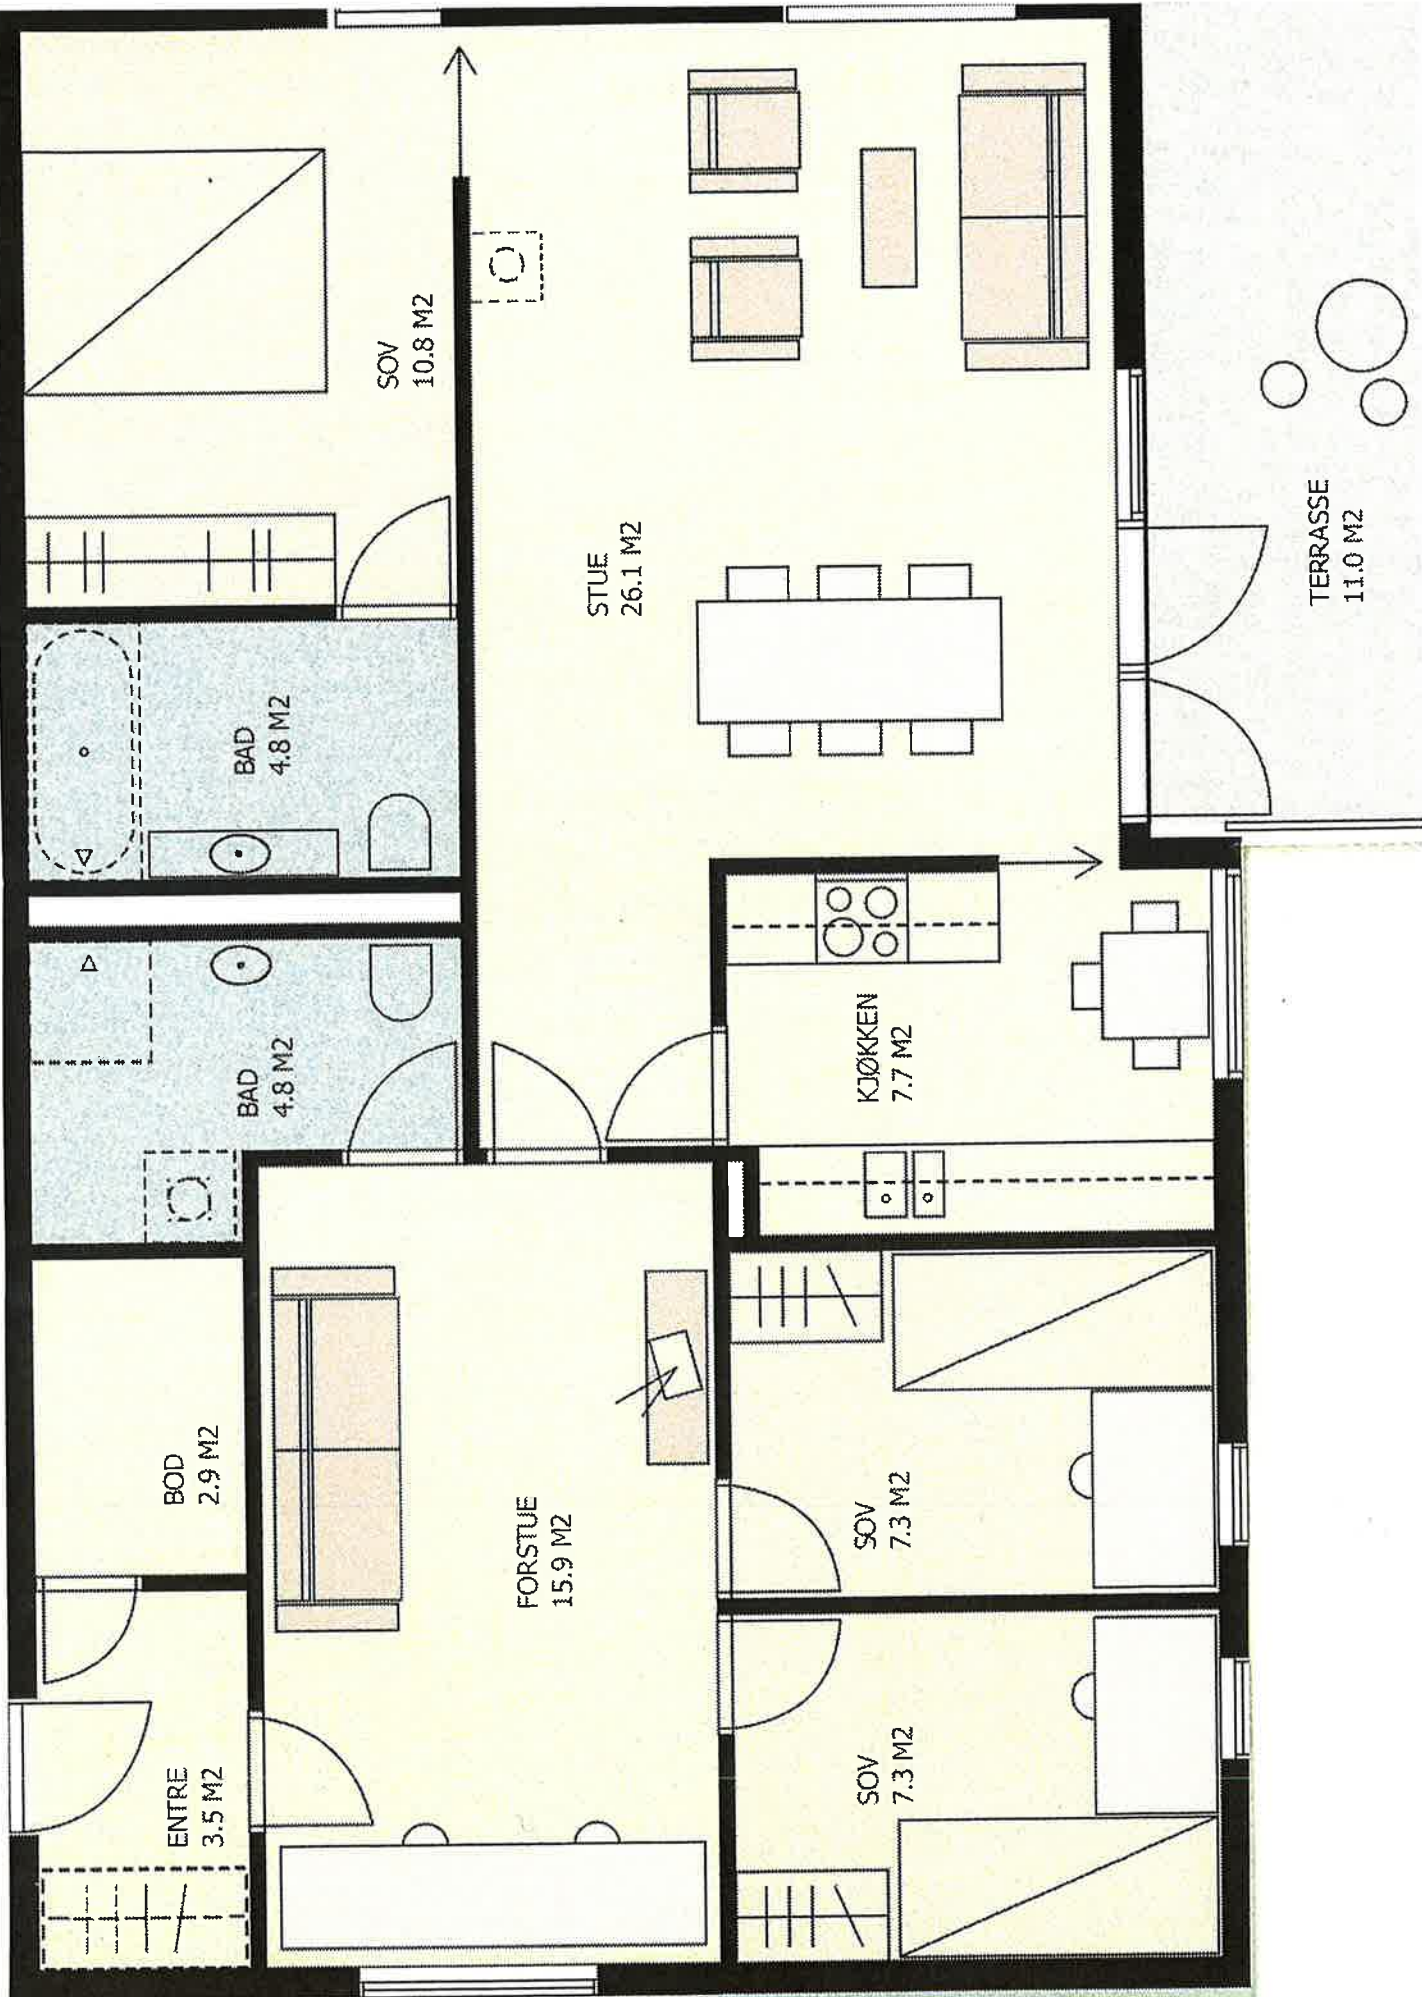 SOV
10.8 M2
STUE
26.1 M2
TERRASSE
11.0 M2
BAD
4.8 M2
BAD
4.8 M2
KJØKKEN
7.7 M2
BOD
2.9 M2
FORSTUE
15.9 M2
SOV
7.3 M2
ENTRE
3.5 M2
SOV
7.3 M2